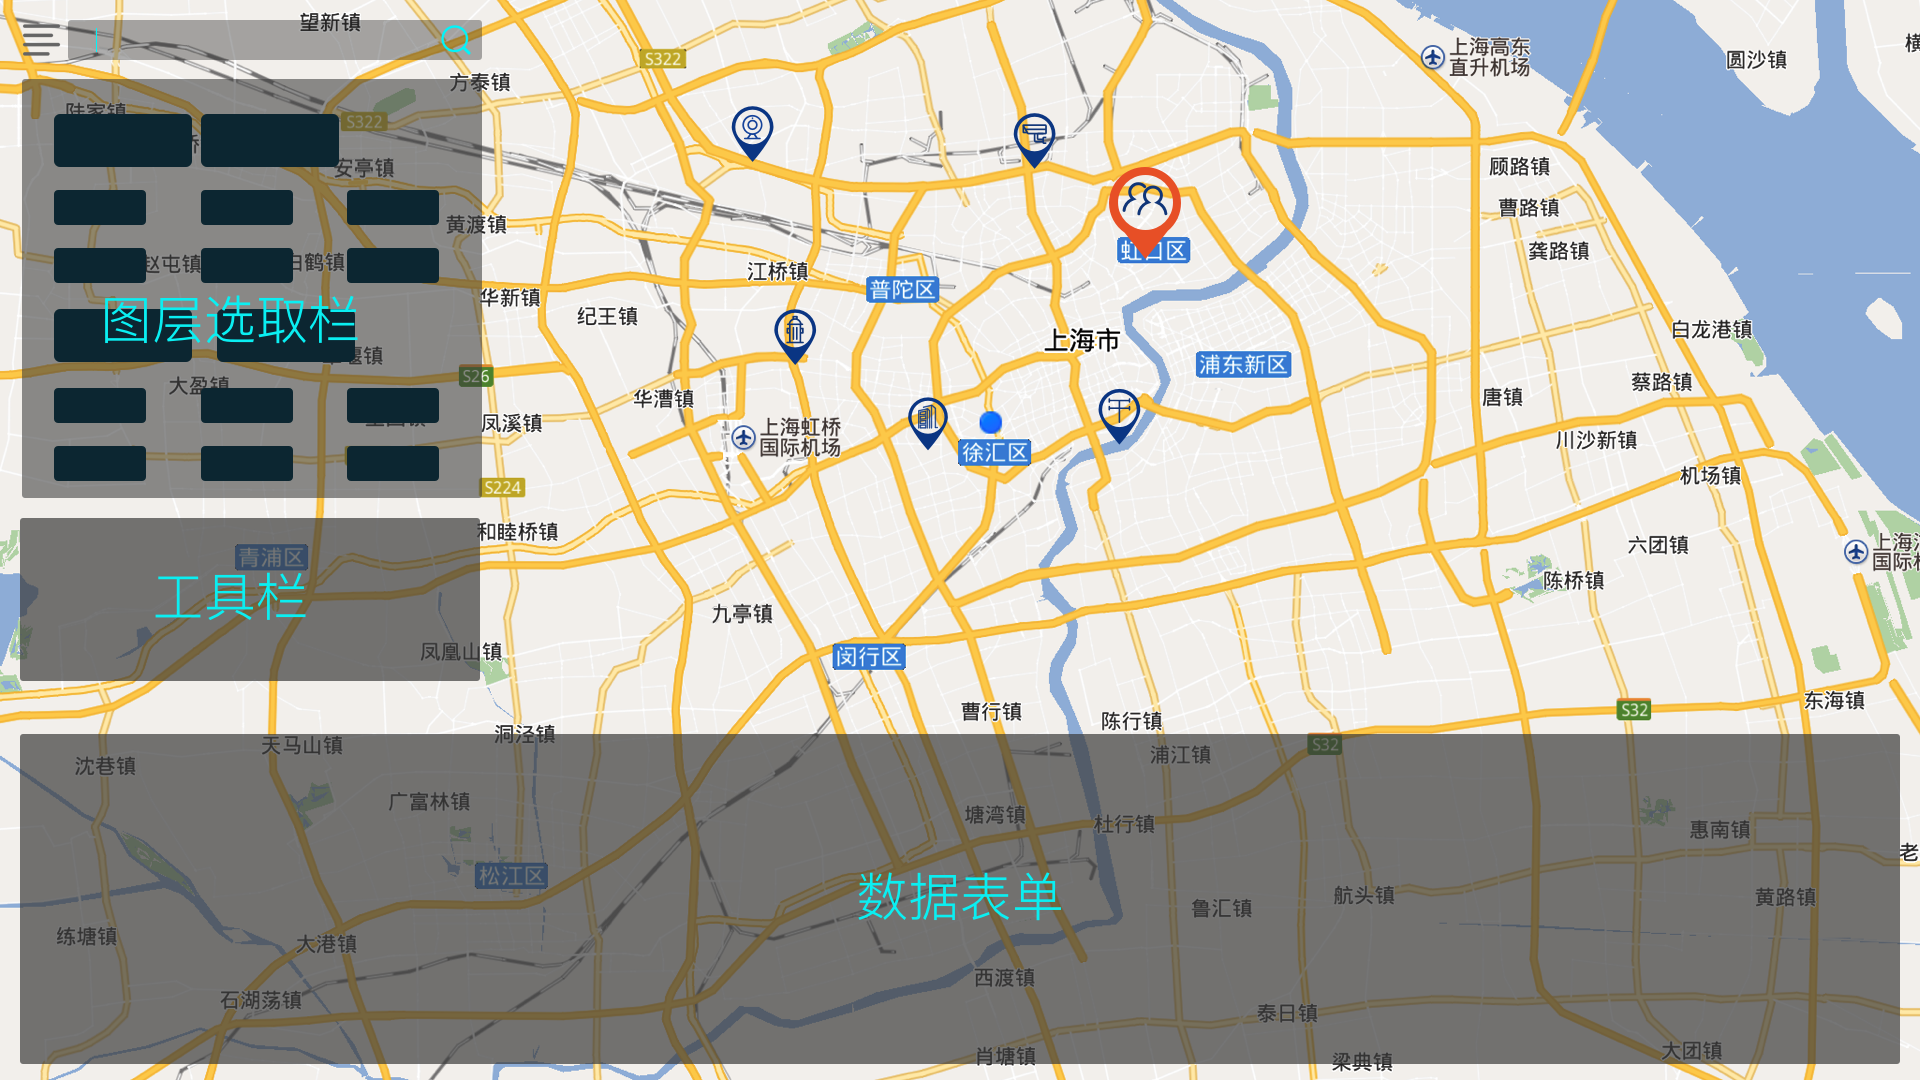 望新镇
S322
方泰镇
上海高东
直升机场
圆沙镇
陆家镇
桥
S322
安亭镇
顾路镇
曹路镇
黄渡镇
虹口区
龚路镇
赵屯镇
白鹤镇
江桥镇
普陀区
华新镇
纪王镇
图层选取栏
上海市
白龙港镇
浦东新区
S26
大盈镇
华漕镇
蔡路镇
唐镇
凤溪镇
上海虹桥
国际机场
徐汇区
川沙新镇
机场镇
S224
和睦桥镇
青浦区
六团镇
上海
国际
陈桥镇
工具栏
九亭镇
凤凰山镇
闵行区
东海镇
S32
曹行镇
陈行镇
洞泾镇
天马山镇
S32
浦江镇
沈巷镇
广富林镇
塘湾镇
杜行镇
惠南镇
老
松江区
数据表单
航头镇
黄路镇
鲁汇镇
练塘镇
大港镇
西渡镇
石湖荡镇
泰日镇
肖塘镇
梁典镇
大团镇